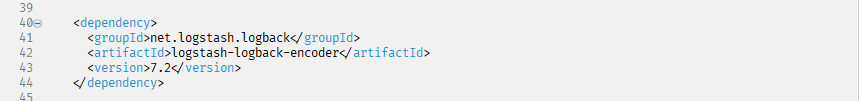 39
40 <dependency>
41 <groupId>net.logstash.logback</groupId>
42 <artifactId>logstash-logback-encoder</artifactId>
43 <version>7.2</version>
44 </dependency>
45